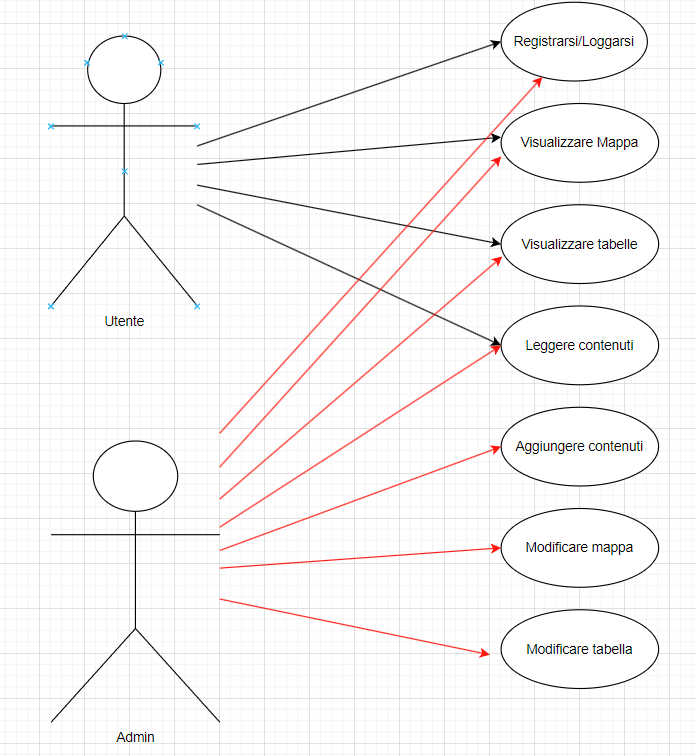 Registrarsi/Loggarsi
Visualizzare Mappa
Visualizzare tabelle
Utente
Leggere contenuti
Aggiungere contenuti
Modificare mappa
Modificare tabella
Admin